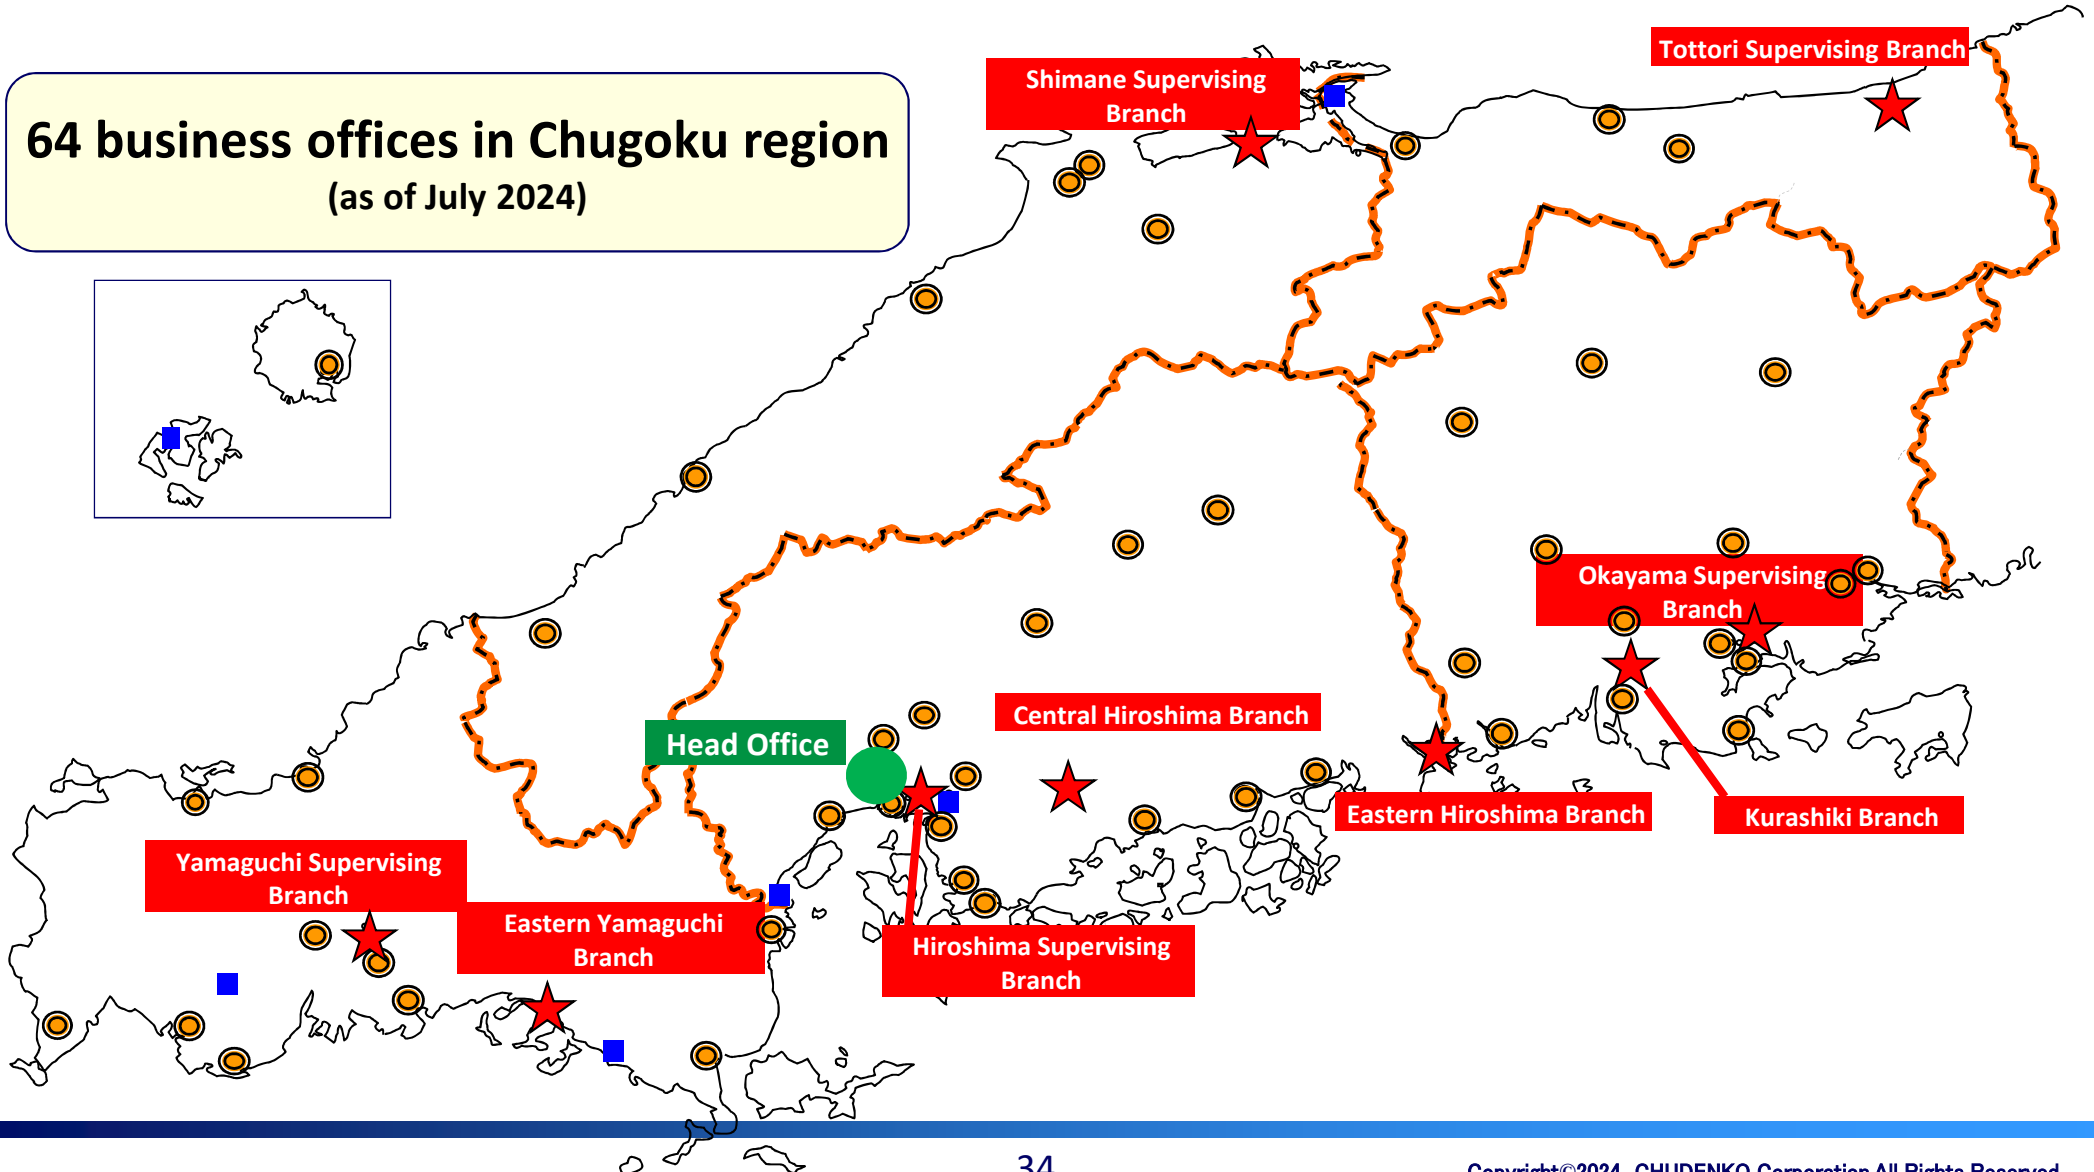 Tottori Supervising Branch
Shimane Supervising
Branch
64 business offices in Chugoku region
(as of July 2024)
Okayama Supervising
Branch
Central Hiroshima Branch
Head Office
Eastern Hiroshima Branch
Kurashiki Branch
Yamaguchi Supervising
Branch
Eastern Yamaguchi
Branch
Hiroshima Supervising
Branch
34
Copyright©2024 CHUDENKO Corporation All Rights Reserved